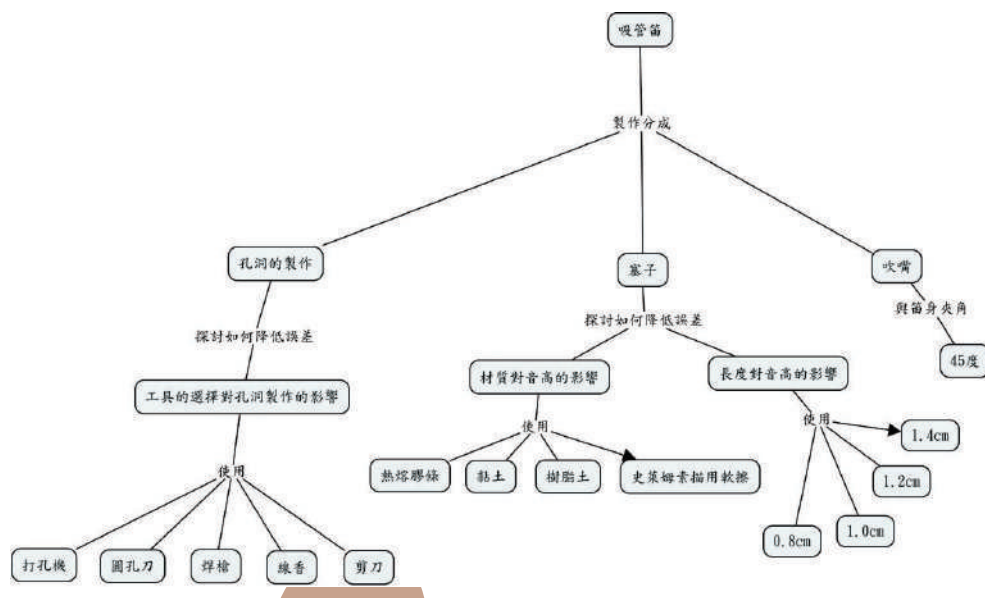 吸管笛
製作分成
孔洞的製作
塞子
吹嘴
與笛身夾角
探討如何降低誤差
探討如何降低誤差
45度
材質對音高的影響
長度對音高的影響
工具的選擇對孔洞製作的影響
使用
使用
1.4cm
使用
熱熔膠條
黏土
樹脂土
史萊姆素描用軟擦
1.2cm
0.8cm
1.0cm
打孔機
圓孔刀
焊槍
線香
剪刀